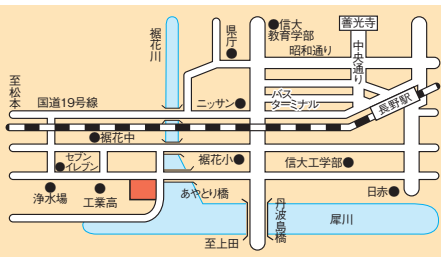 裾花川
県庁
信大
教育学部
善光寺
昭和通り
中央通り
至松本
国道19号線
ニッサン
バス
ターミナル
長野駅
裾花中
セブン
イレブン
裾花小
信大工学部
浄水場
工業高
あやとり橋
丹波島橋
日赤
犀川
至上田